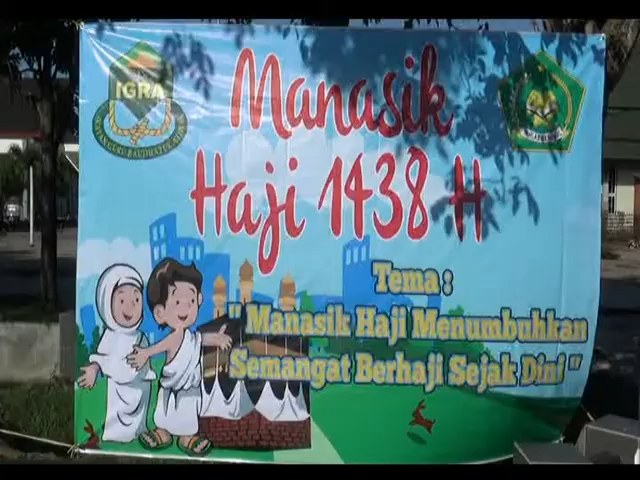 IGRA
Manasik
Haji 1438 H
Tema :
" Manasik Haji Menumbuhkan
Semangat Berhaji Sejak Dini "